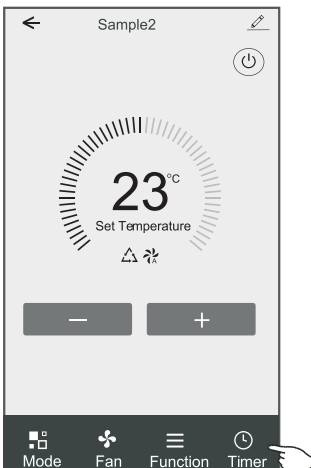 Sample2
23°C
Set Temperature
A
− +
Mode Fan Function Timer